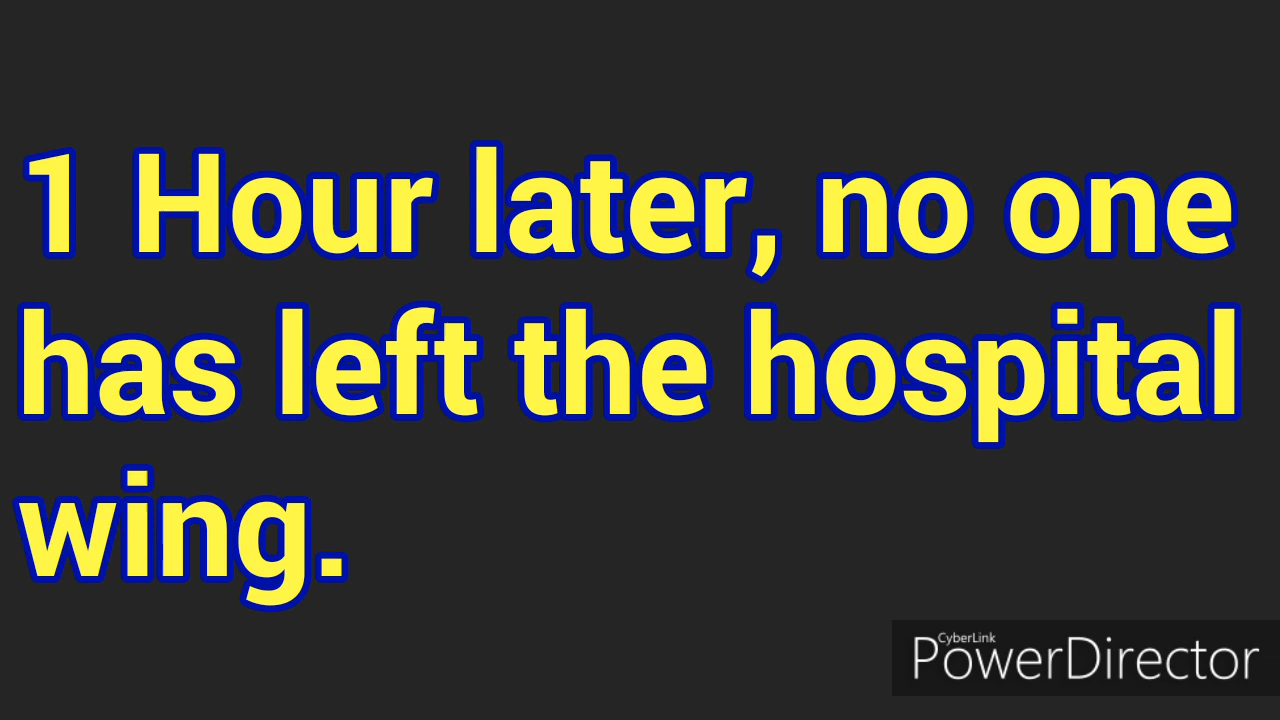 1 Hour later, no one
has left the hospital
wing.
CyberLink
PowerDirector